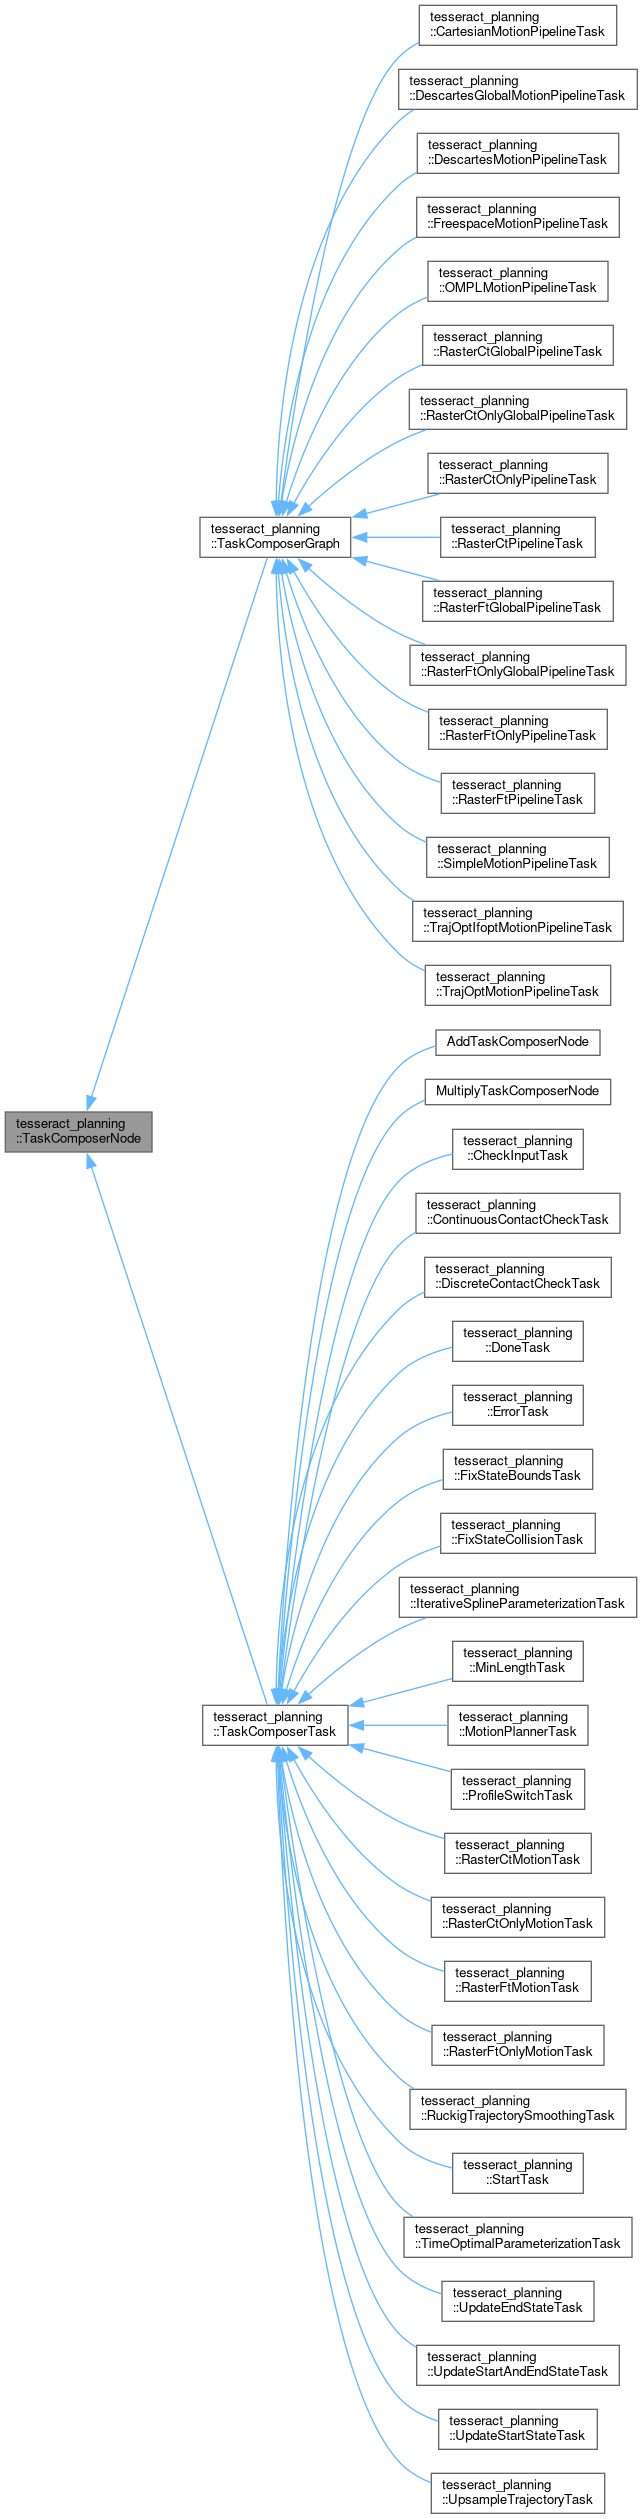 tesseract_planning
::CartesianMotionPipelineTask
tesseract_planning
::DescartesGlobalMotionPipelineTask
tesseract_planning
::DescartesMotionPipelineTask
tesseract_planning
::FreespaceMotionPipelineTask
tesseract_planning
::OMPLMotionPipelineTask
tesseract_planning
::RasterCtGlobalPipelineTask
tesseract_planning
::RasterCtOnlyGlobalPipelineTask
tesseract_planning
::RasterCtOnlyPipelineTask
tesseract_planning
::TaskComposerGraph
tesseract_planning
::RasterCtPipelineTask
tesseract_planning
::RasterFtGlobalPipelineTask
tesseract_planning
::RasterFtOnlyGlobalPipelineTask
tesseract_planning
::RasterFtOnlyPipelineTask
tesseract_planning
::RasterFtPipelineTask
tesseract_planning
::SimpleMotionPipelineTask
tesseract_planning
::TrajOptIfoptMotionPipelineTask
tesseract_planning
::TrajOptMotionPipelineTask
AddTaskComposerNode
MultiplyTaskComposerNode
tesseract_planning
::TaskComposerNode
tesseract_planning
::CheckInputTask
tesseract_planning
::ContinuousContactCheckTask
tesseract_planning
::DiscreteContactCheckTask
tesseract_planning
::DoneTask
tesseract_planning
::ErrorTask
tesseract_planning
::FixStateBoundsTask
tesseract_planning
::FixStateCollisionTask
tesseract_planning
::IterativeSplineParameterizationTask
tesseract_planning
::MinLengthTask
tesseract_planning
::TaskComposerTask
tesseract_planning
::MotionPlannerTask
tesseract_planning
::ProfileSwitchTask
tesseract_planning
::RasterCtMotionTask
tesseract_planning
::RasterCtOnlyMotionTask
tesseract_planning
::RasterFtMotionTask
tesseract_planning
::RasterFtOnlyMotionTask
tesseract_planning
::RuckigTrajectorySmoothingTask
tesseract_planning
::StartTask
tesseract_planning
::TimeOptimalParameterizationTask
tesseract_planning
::UpdateEndStateTask
tesseract_planning
::UpdateStartAndEndStateTask
tesseract_planning
::UpdateStartStateTask
tesseract_planning
::UpsampleTrajectoryTask